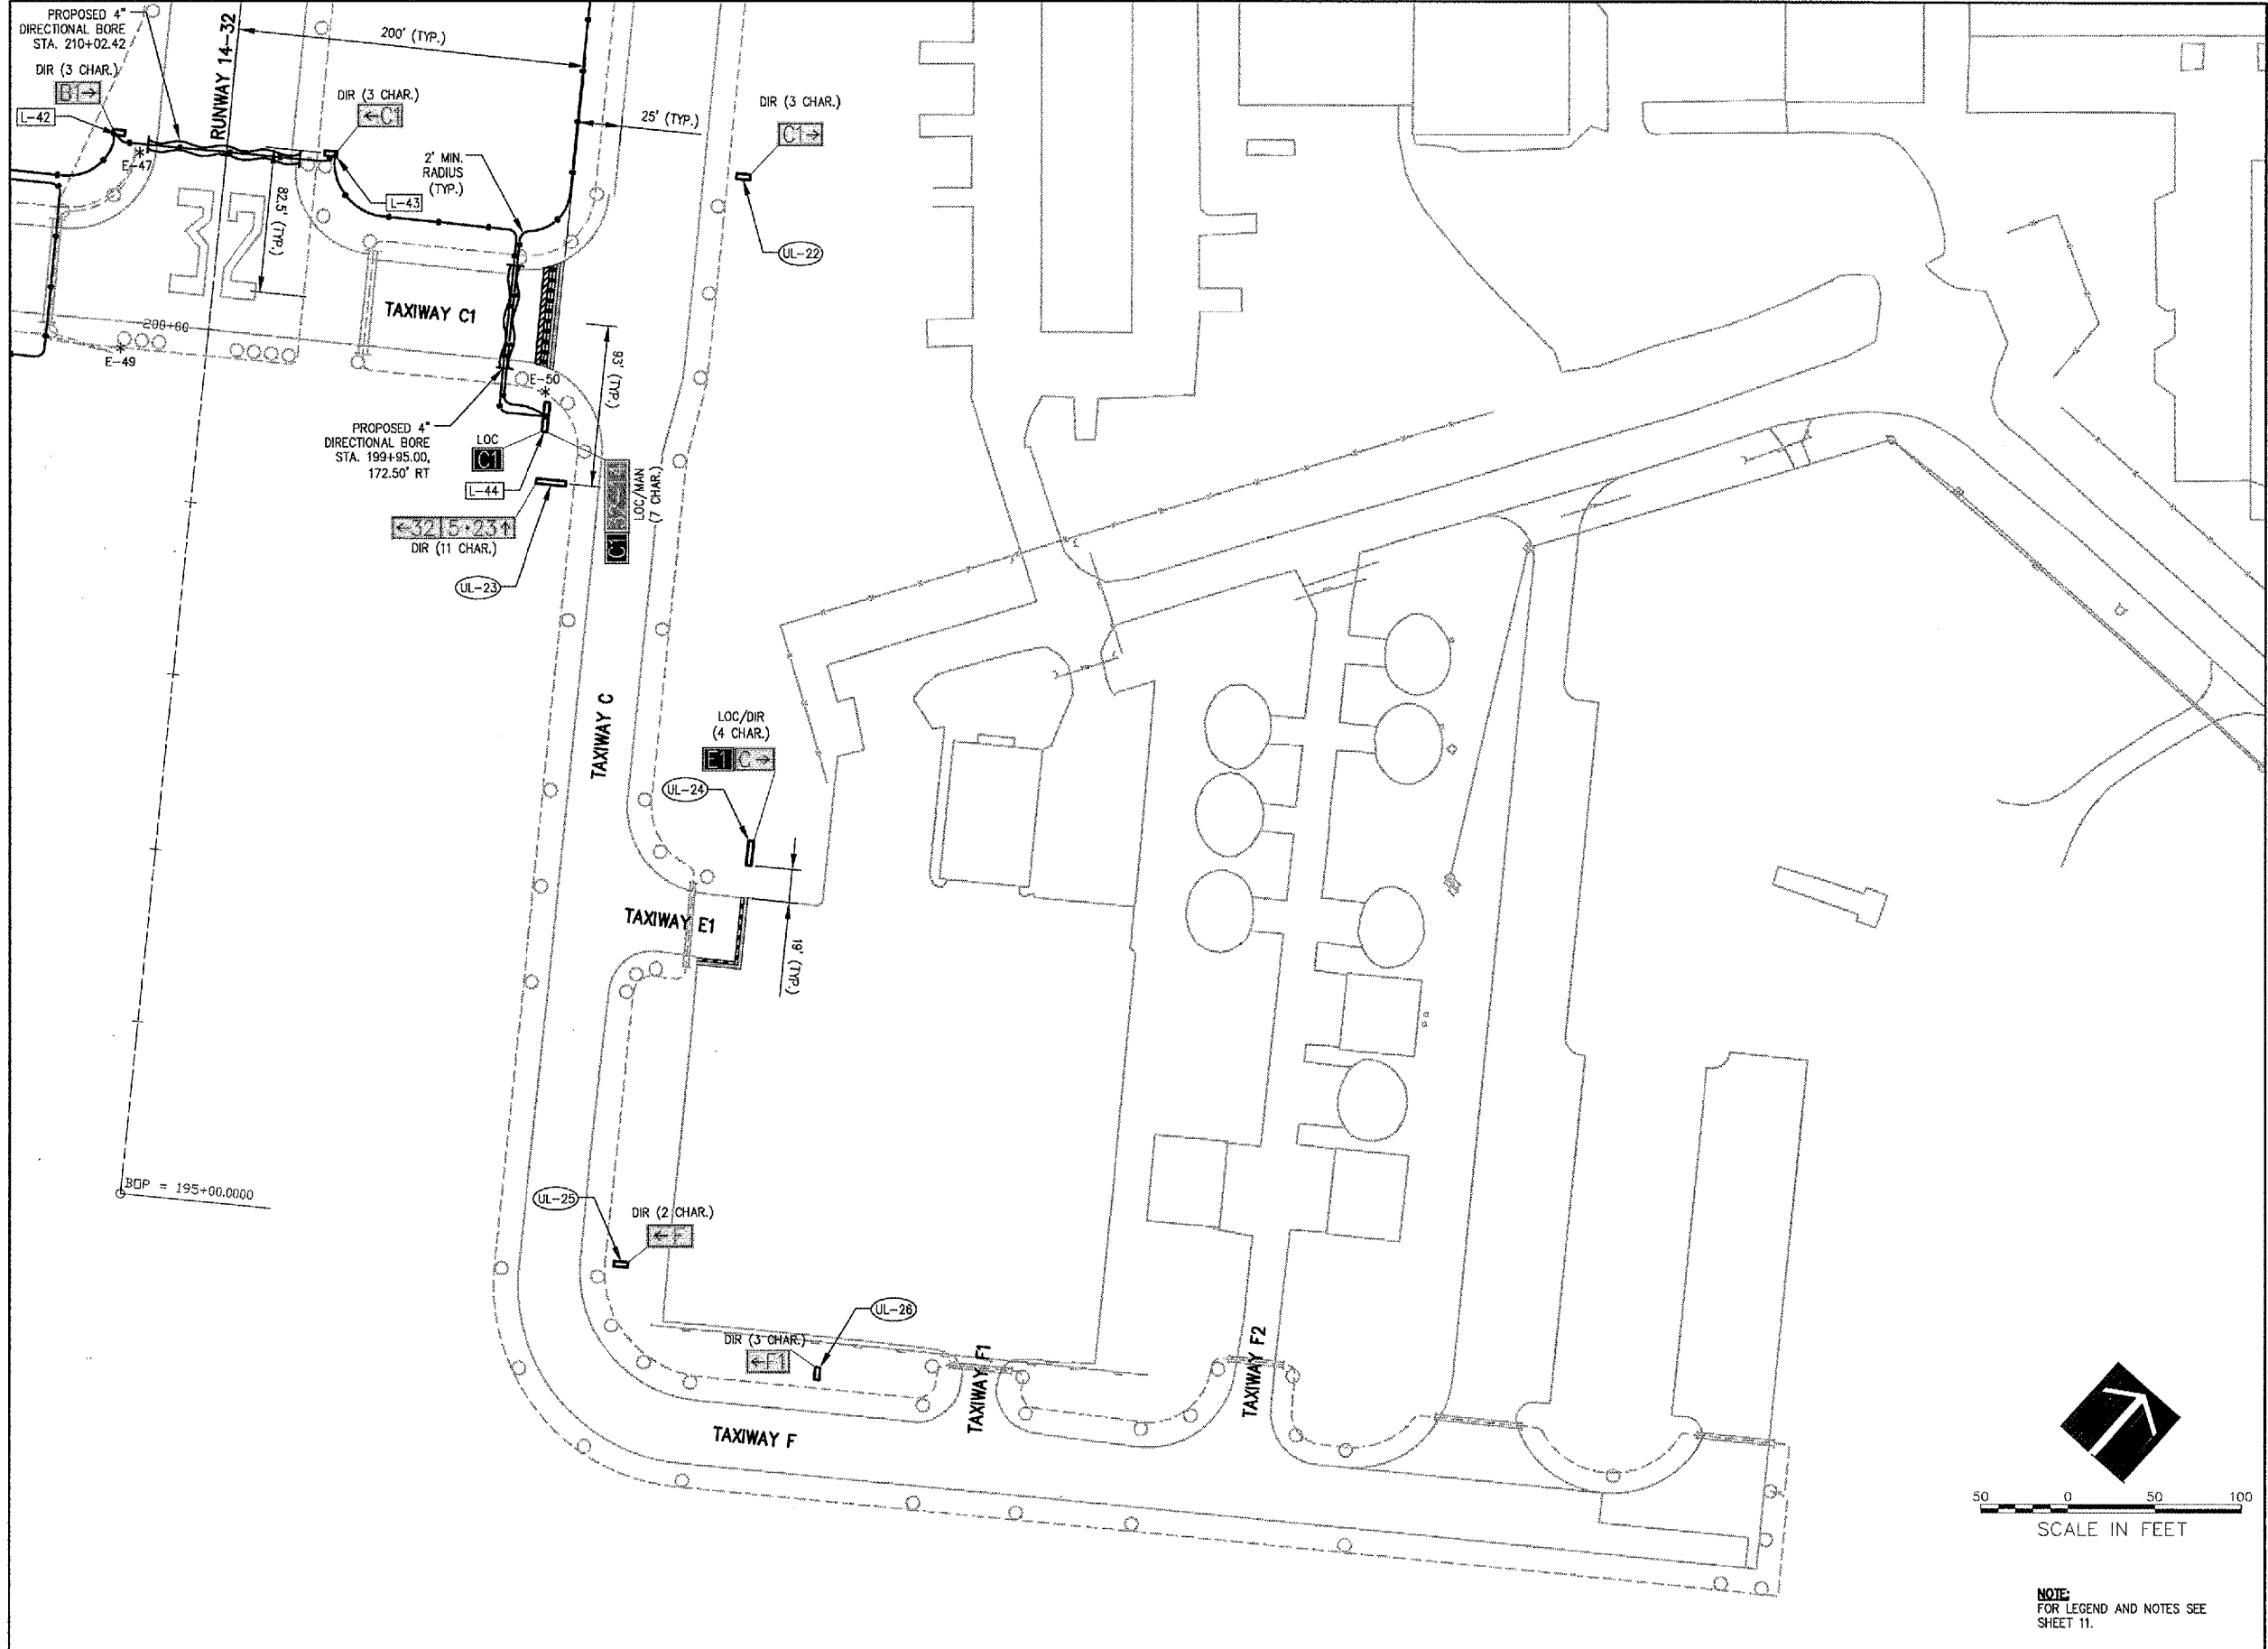 PROPOSED 4"
DIRECTIONAL BORE
STA. 210+02.42
DIR (3 CHAR.)
B1→
L-42
E-47
RUNWAY 14-32
200' (TYP.)
DIR (3 CHAR.)
←C1
25' (TYP.)
2' MIN.
RADIUS
(TYP.)
L-43
82.5' (TYP.)
32
DIR (3 CHAR.)
C1→
UL-22
TAXIWAY C1
200+00
E-49
E-50
93' (TYP.)
PROPOSED 4"
DIRECTIONAL BORE
STA. 199+95.00,
172.50' RT
LOC
C1
L-44
C1
LOC/MAN
(7 CHAR.)
←32 5•23↑
DIR (11 CHAR.)
UL-23
TAXIWAY C
LOC/DIR
(4 CHAR.)
E1 C→
UL-24
TAXIWAY E1
19' (TYP.)
BOP = 195+00.0000
UL-25
DIR (2 CHAR.)
←F
UL-26
DIR (3 CHAR.)
←F1
TAXIWAY F1
TAXIWAY F2
TAXIWAY F
50 0 50 100
SCALE IN FEET
NOTE:
FOR LEGEND AND NOTES SEE
SHEET 11.